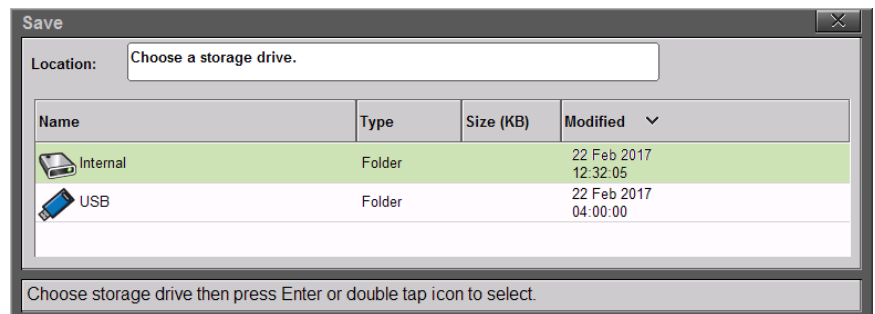 Save
Location: Choose a storage drive.
Name Type Size (KB) Modified
Internal Folder 22 Feb 2017
12:32:05
USB Folder 22 Feb 2017
04:00:00
Choose storage drive then press Enter or double tap icon to select.